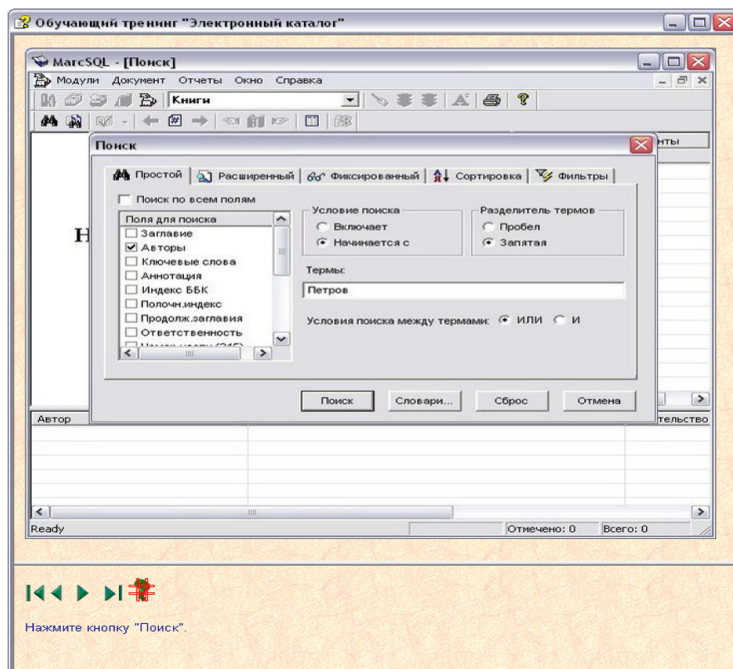 Обучающий тренинг "Электронный каталог"
MarcSQL - [Поиск]
Модули Документ Отчеты Окно Справка
Книги
Поиск
Простой Расширенный Фиксированный Сортировка Фильтры
Поиск по всем полям
Поля для поиска
Заглавие
Авторы
Ключевые слова
Аннотация
Индекс ББК
Полочн.индекс
Продолж.заглавия
Ответственность
Условие поиска
Включает
Начинается с
Разделитель термов
Пробел
Запятая
Термы:
Петров
Условия поиска между термами: ИЛИ И
Поиск Словари... Сброс Отмена
Автор
Ready Отмечено: 0 Всего: 0
Нажмите кнопку "Поиск".